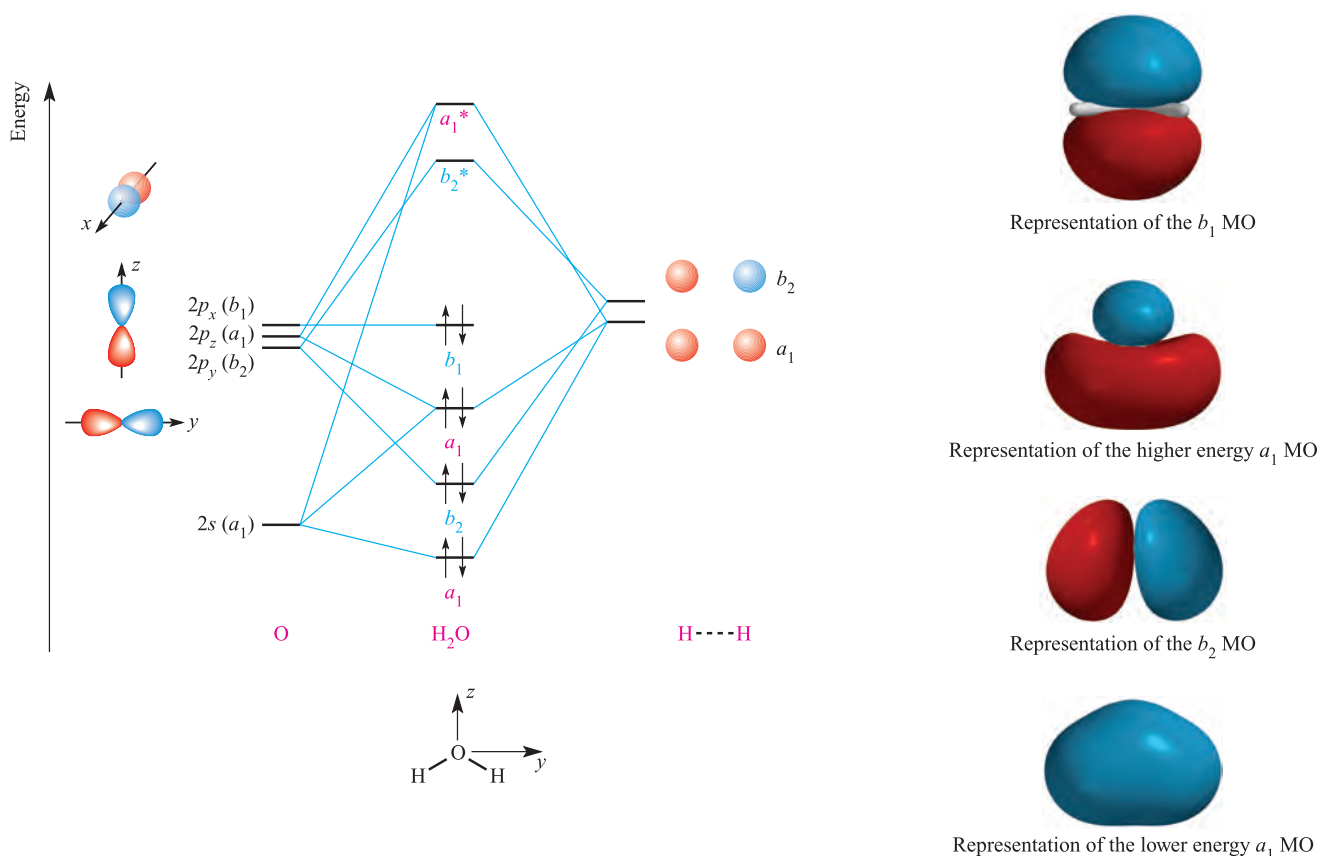 Energy
x
z
y
2p_x (b_1)
2p_z (a_1)
2p_y (b_2)
2s (a_1)
a_1*
b_2*
b_1
a_1
b_2
a_1
b_2
a_1
O
H_2O
H----H
z
O
H H
y
Representation of the b_1 MO
Representation of the higher energy a_1 MO
Representation of the b_2 MO
Representation of the lower energy a_1 MO